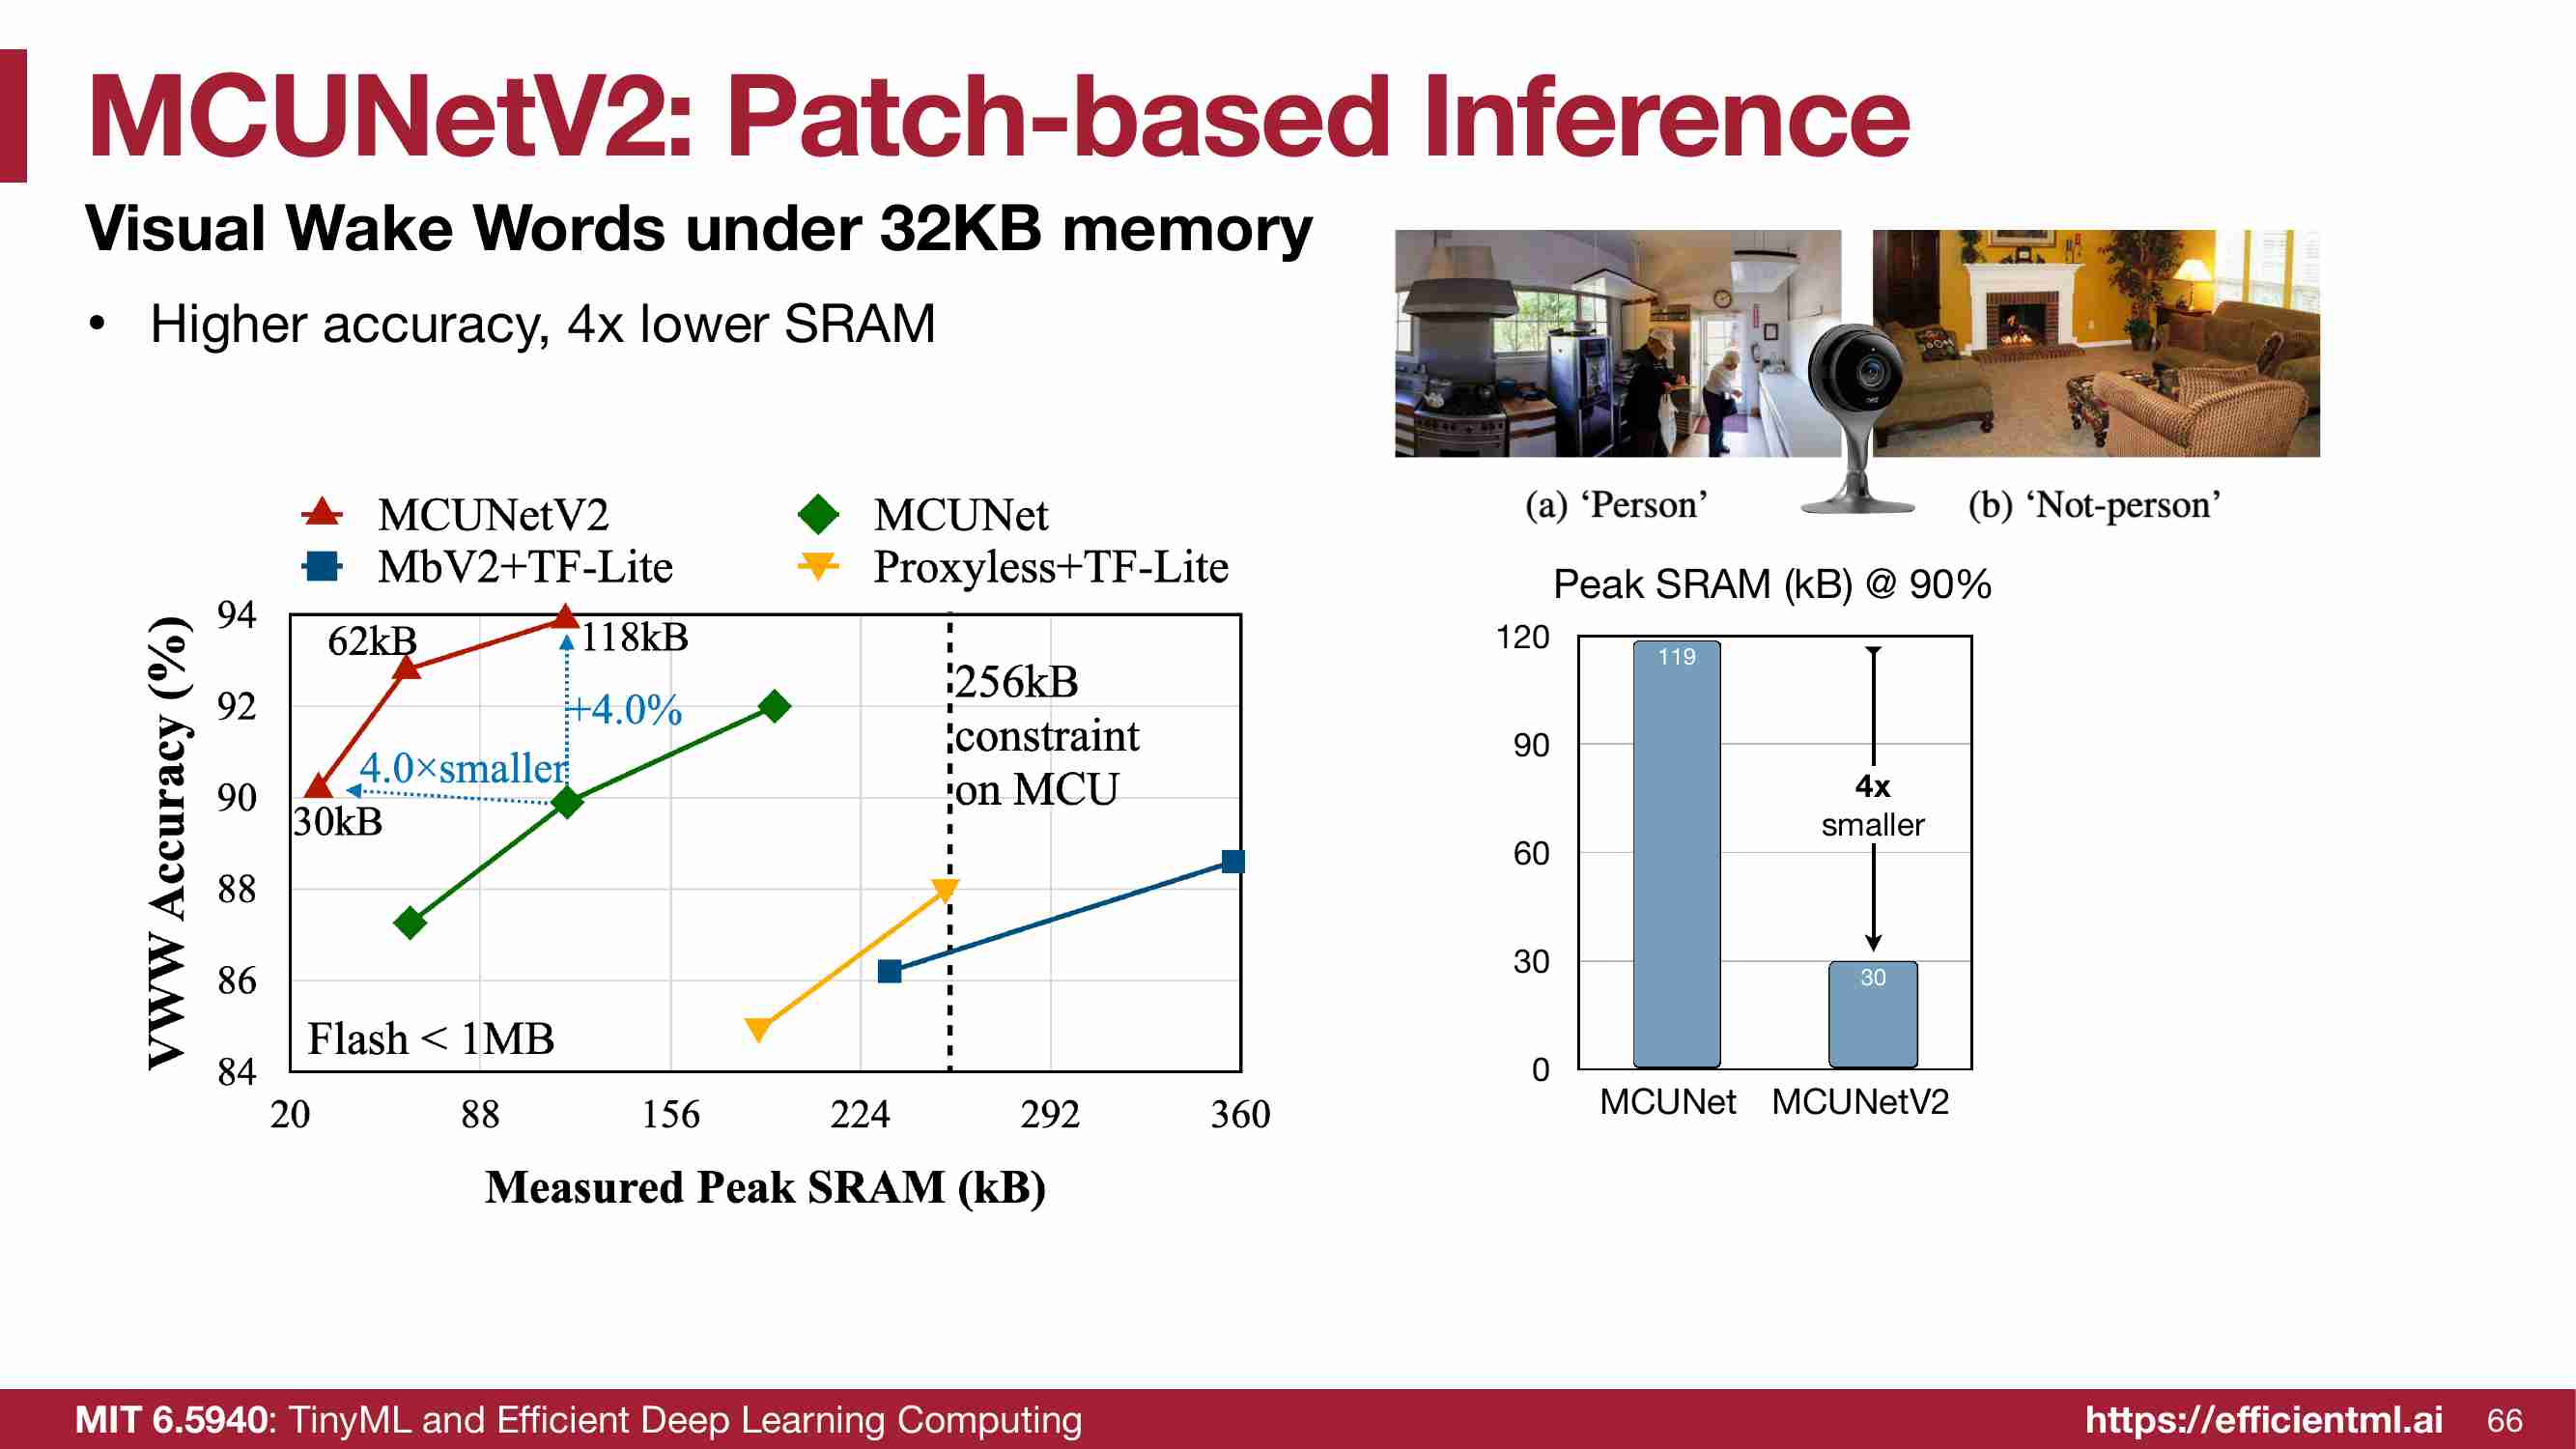 MCUNetV2: Patch-based Inference
Visual Wake Words under 32KB memory
• Higher accuracy, 4x lower SRAM
(a) ‘Person’
(b) ‘Not-person’
MCUNetV2
MCUNet
MbV2+TF-Lite
Proxyless+TF-Lite
VWW Accuracy (%)
94
92
90
88
86
84
62kB
118kB
+4.0%
4.0×smaller
30kB
256kB
constraint
on MCU
Flash < 1MB
20
88
156
224
292
360
Measured Peak SRAM (kB)
Peak SRAM (kB) @ 90%
120
90
60
30
0
119
4x
smaller
30
MCUNet
MCUNetV2
MIT 6.5940: TinyML and Efficient Deep Learning Computing
https://efficientml.ai
66